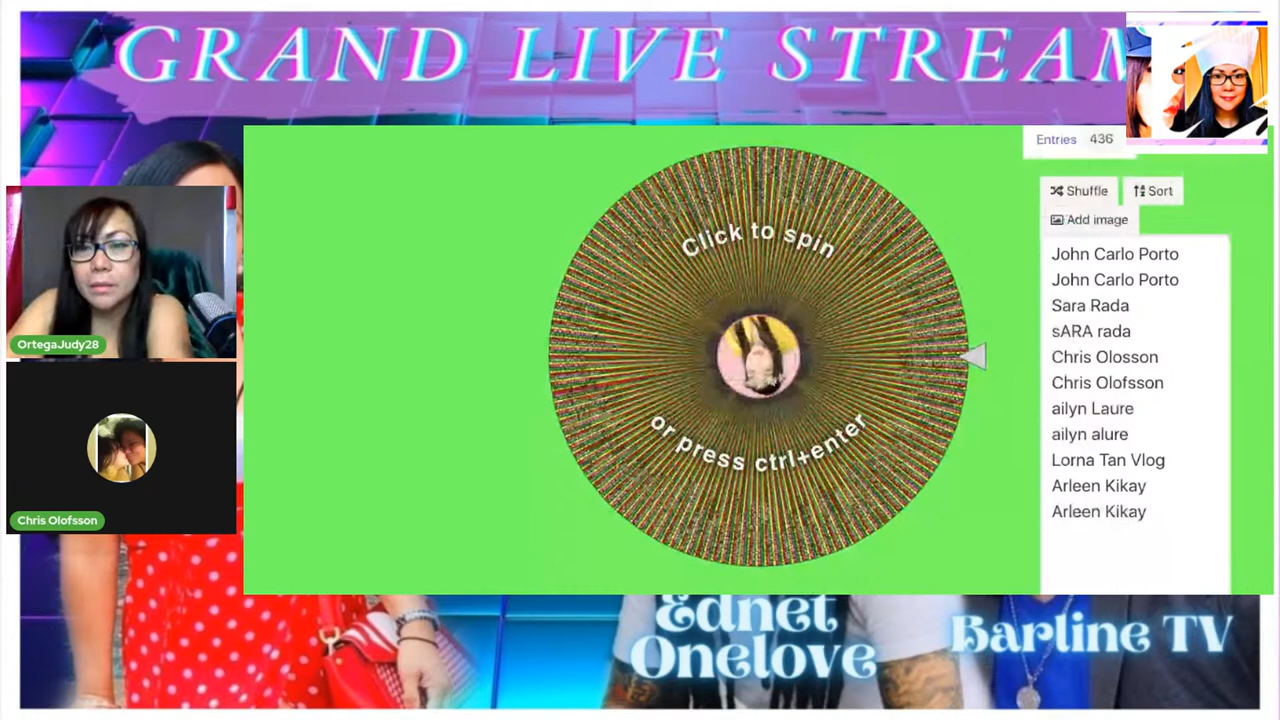 GRAND LIVE STREAM
Entries 436
Shuffle
Sort
Add image
Click to spin
or press ctrl+enter
John Carlo Porto
John Carlo Porto
Sara Rada
sARA rada
Chris Olosson
Chris Olofsson
ailyn Laure
ailyn alure
Lorna Tan Vlog
Arleen Kikay
Arleen Kikay
OrtegaJudy28
Chris Olofsson
Ednet
Onelove
Barline TV